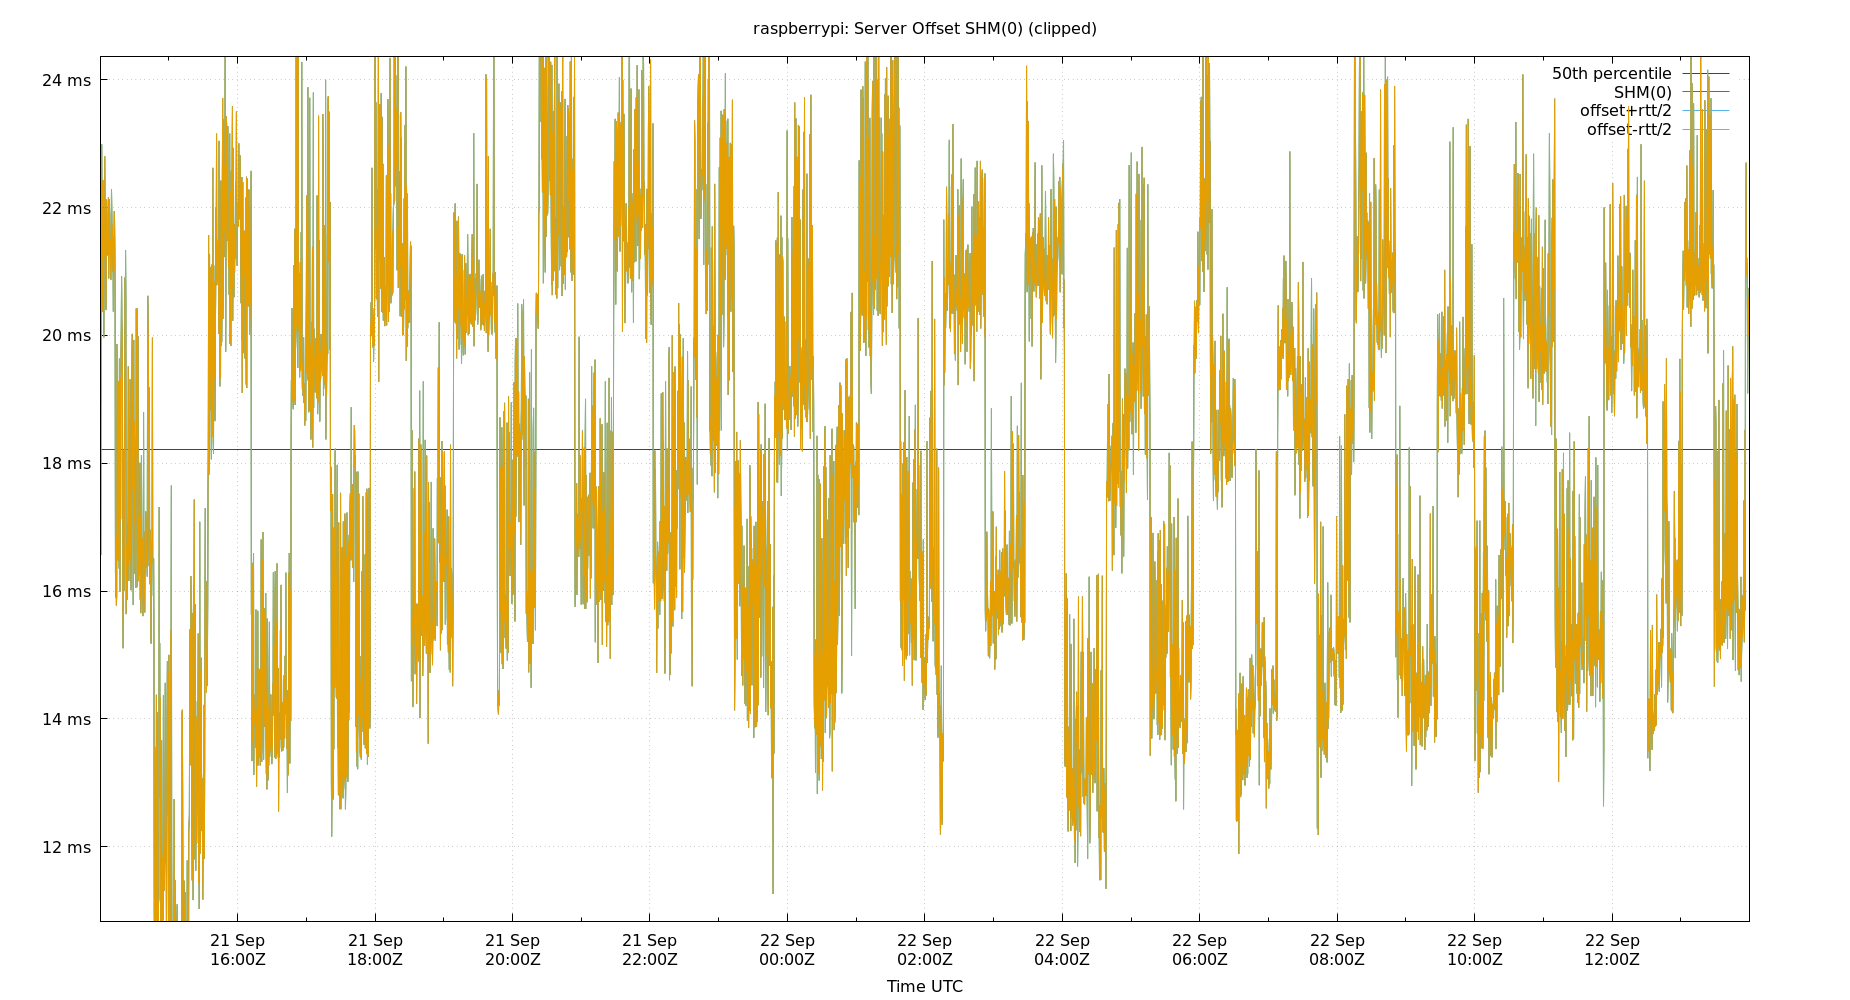 raspberrypi: Server Offset SHM(0) (clipped)
50th percentile
SHM(0)
offset+rtt/2
offset-rtt/2
24 ms
22 ms
20 ms
18 ms
16 ms
14 ms
12 ms
21 Sep 21 Sep 21 Sep 21 Sep 22 Sep 22 Sep 22 Sep 22 Sep 22 Sep 22 Sep 22 Sep
16:00Z 18:00Z 20:00Z 22:00Z 00:00Z 02:00Z 04:00Z 06:00Z 08:00Z 10:00Z 12:00Z
Time UTC